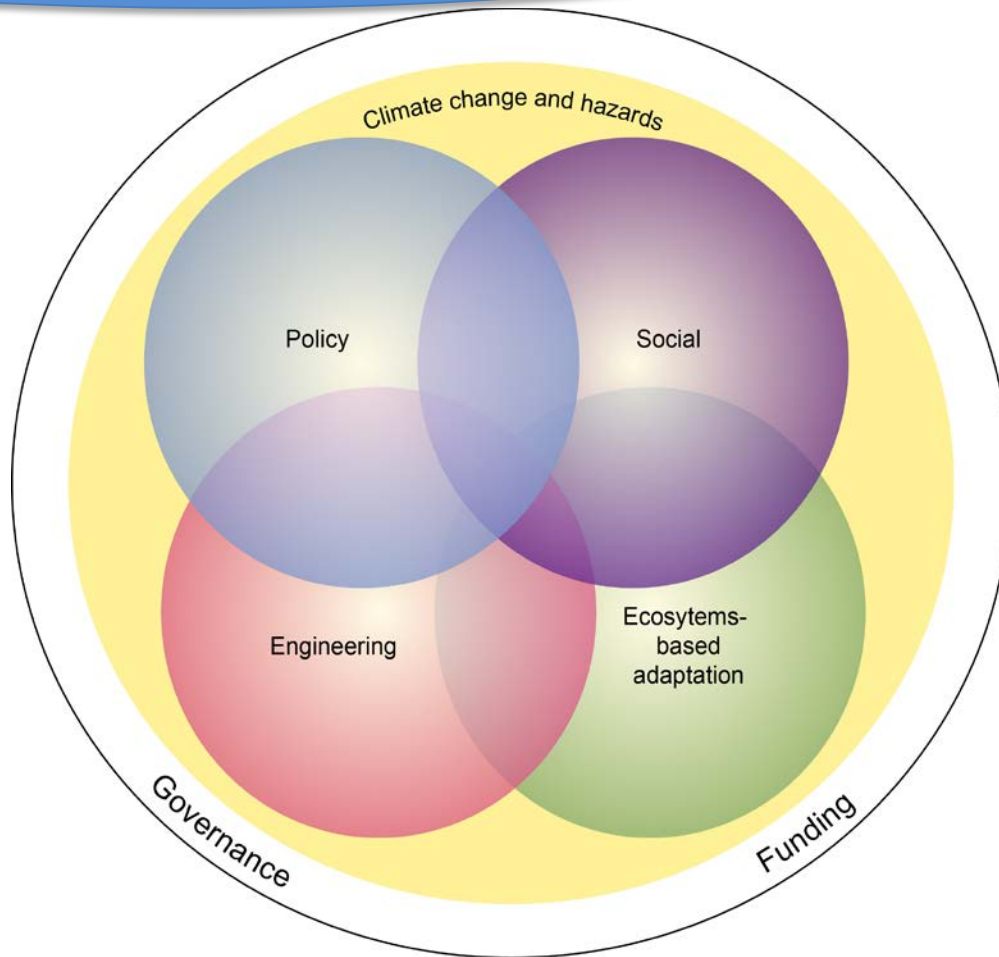 Climate change and hazards
Policy
Social
Engineering
Ecosytems-
based
adaptation
Governance
Funding